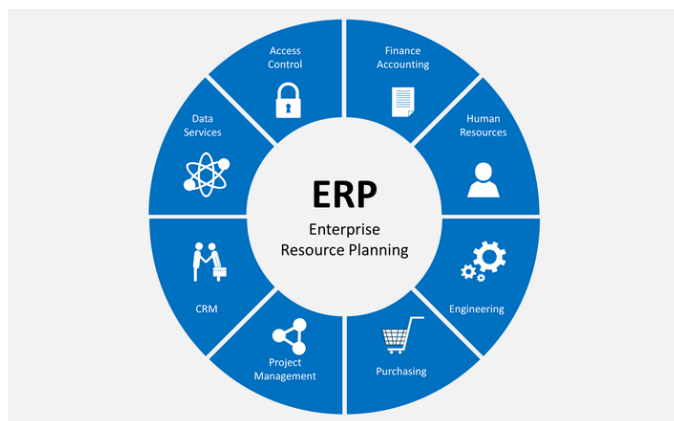 ERP
Enterprise
Resource Planning
Finance
Accounting
Human
Resources
Engineering
Purchasing
Project
Management
CRM
Data
Services
Access
Control